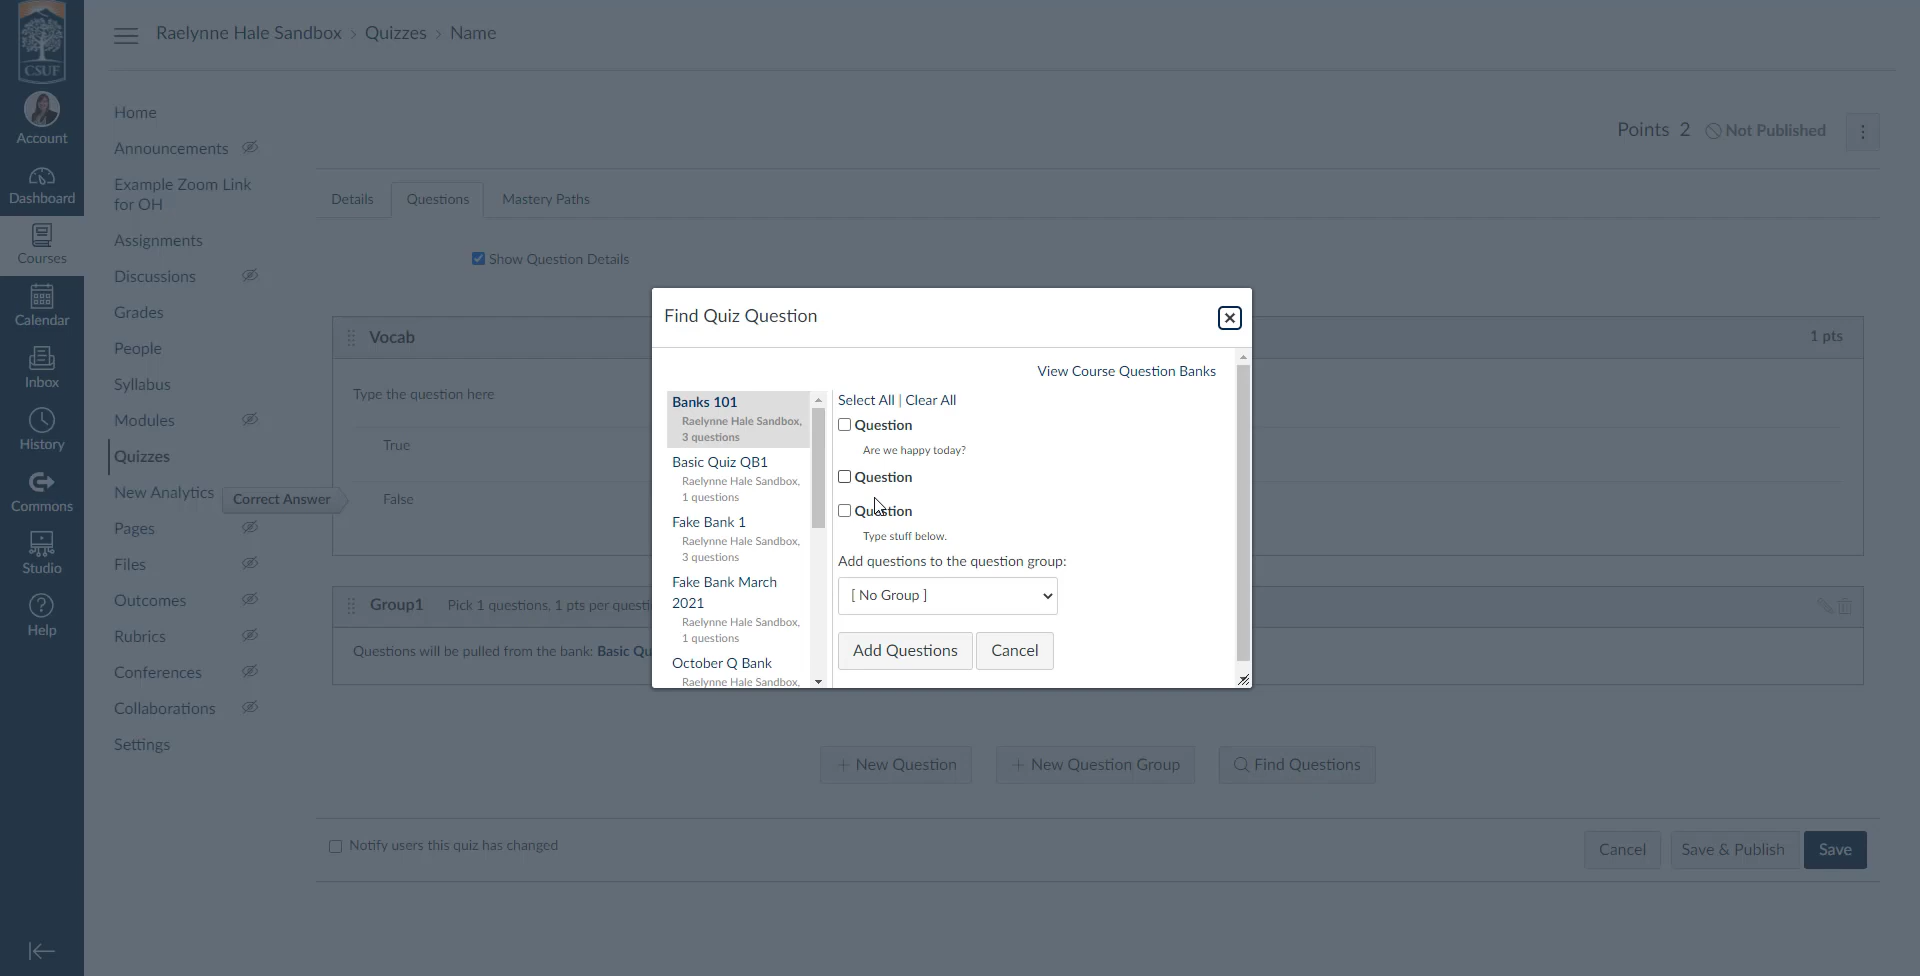 CSUF
Account
Dashboard
Courses
Calendar
Inbox
History
Commons
Studio
Help
Raelynne Hale Sandbox › Quizzes › Name
Home
Announcements
Example Zoom Link
for OH
Assignments
Discussions
Grades
People
Syllabus
Modules
Quizzes
New Analytics
Pages
Files
Outcomes
Rubrics
Conferences
Collaborations
Settings
Points 2 Not Published
Details Questions Mastery Paths
Show Question Details
Vocab 1 pts
Type the question here
True
Correct Answer
False
Group1 Pick 1 questions, 1 pts per
Questions will be pulled from the bank: Basic
Find Quiz Question
View Course Question Banks
Banks 101
Raelynne Hale Sandbox,
3 questions
Basic Quiz QB1
Raelynne Hale Sandbox,
1 questions
Fake Bank 1
Raelynne Hale Sandbox,
3 questions
Fake Bank March
2021
Raelynne Hale Sandbox,
1 questions
October Q Bank
Raelynne Hale Sandbox,
Select All | Clear All
Question
Are we happy today?
Question
Question
Type stuff below.
Add questions to the question group:
[ No Group ]
Add Questions Cancel
+ New Question + New Question Group Find Questions
Notify users this quiz has changed
Cancel Save & Publish Save